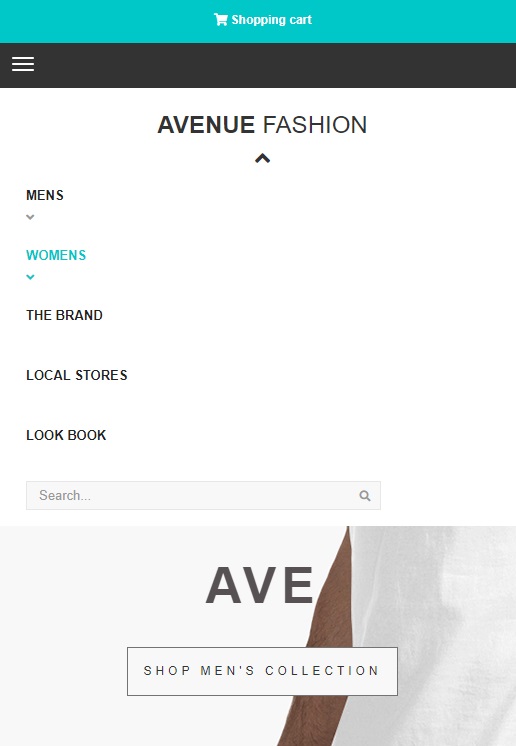 Shopping cart
AVENUE FASHION
MENS
WOMENS
THE BRAND
LOCAL STORES
LOOK BOOK
Search...
AVE
SHOP MEN'S COLLECTION